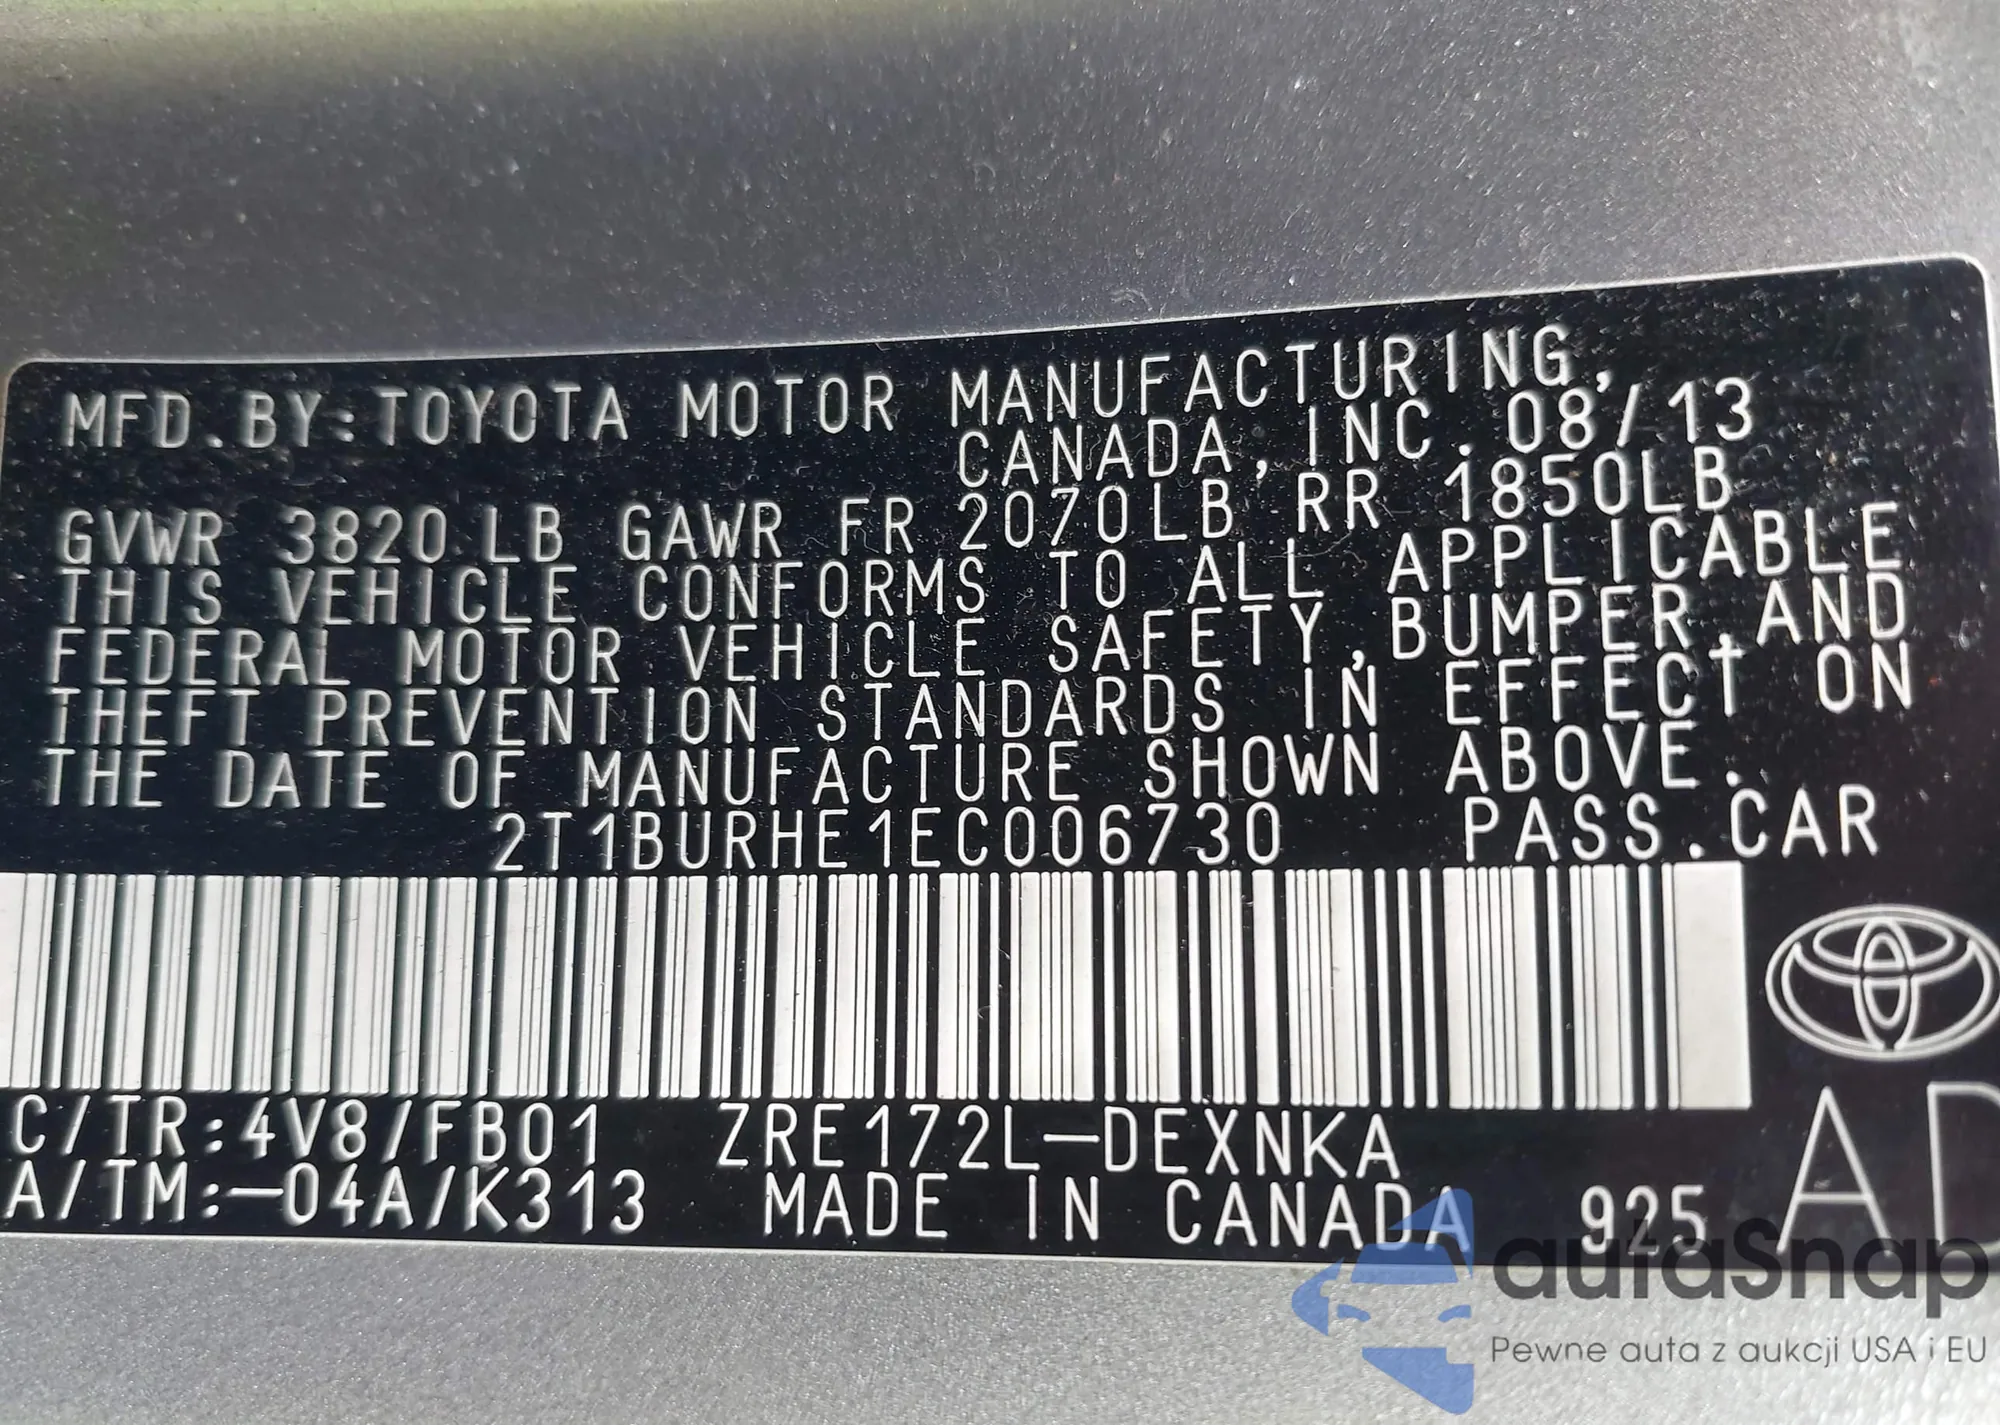 MFD.BY:TOYOTA MOTOR MANUFACTURING,
CANADA,INC. 08/13
GVWR 3820 LB GAWR FR 2070LB RR 1850LB
THIS VEHICLE CONFORMS TO ALL APPLICABLE
FEDERAL MOTOR VEHICLE SAFETY,BUMPER,AND
THEFT PREVENTION STANDARDS IN EFFECT ON
THE DATE OF MANUFACTURE SHOWN ABOVE.
2T1BURHE1EC006730 PASS.CAR
C/TR:4V8/FB01 ZRE172L-DEXNKA
A/TM:-04A/K313 MADE IN CANADA 925
AD
autaSnap
Pewne auta z aukcji USA i EU